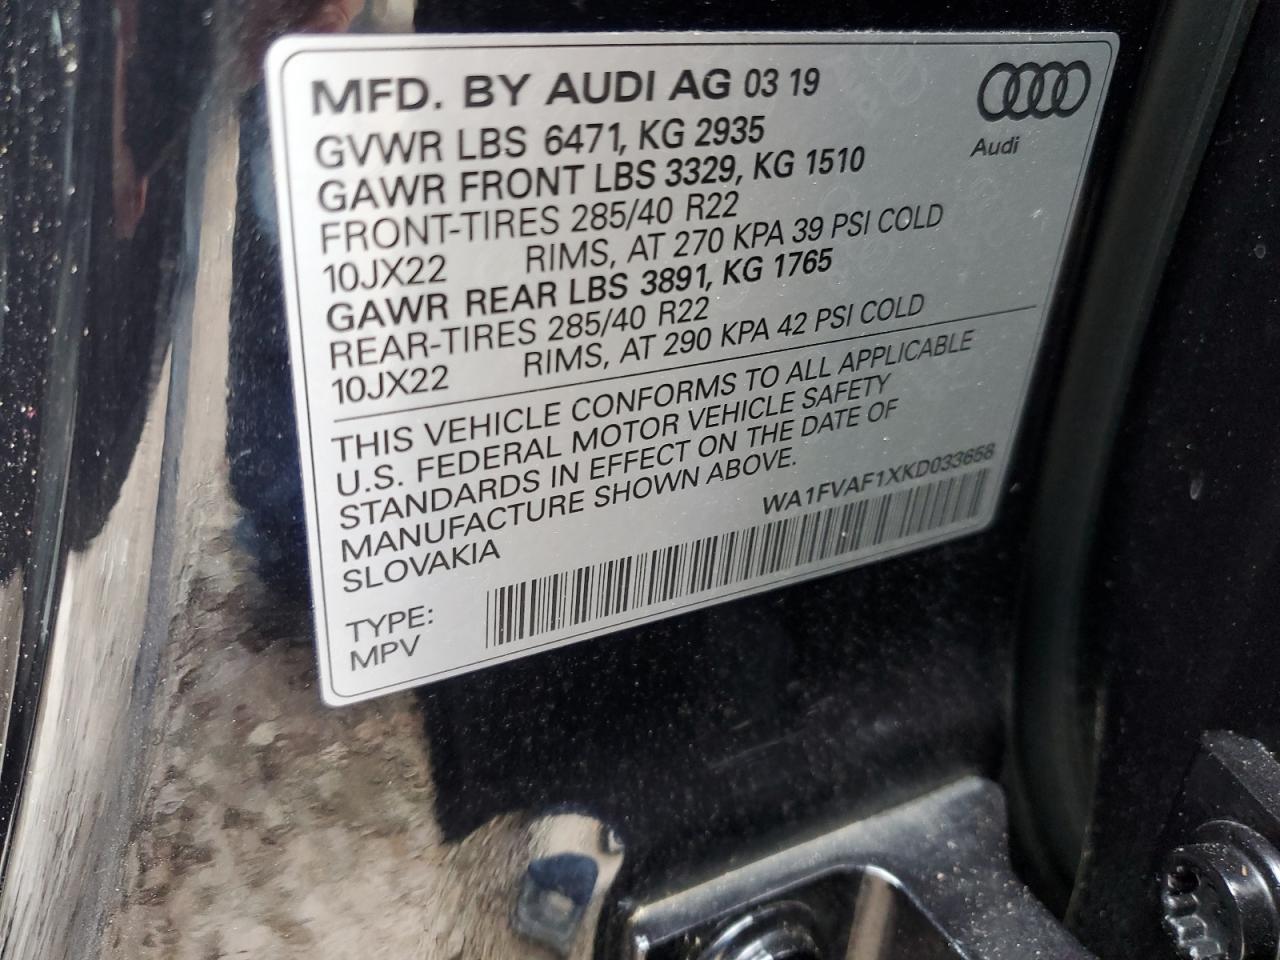 MFD. BY AUDI AG 03 19
GVWR LBS 6471, KG 2935
GAWR FRONT LBS 3329, KG 1510
FRONT-TIRES 285/40 R22
10JX22 RIMS, AT 270 KPA 39 PSI COLD
GAWR REAR LBS 3891, KG 1765
REAR-TIRES 285/40 R22
10JX22 RIMS, AT 290 KPA 42 PSI COLD
Audi
THIS VEHICLE CONFORMS TO ALL APPLICABLE
U.S. FEDERAL MOTOR VEHICLE SAFETY
STANDARDS IN EFFECT ON THE DATE OF
MANUFACTURE SHOWN ABOVE.
SLOVAKIA
WA1FVAF1XKD033658
TYPE:
MPV